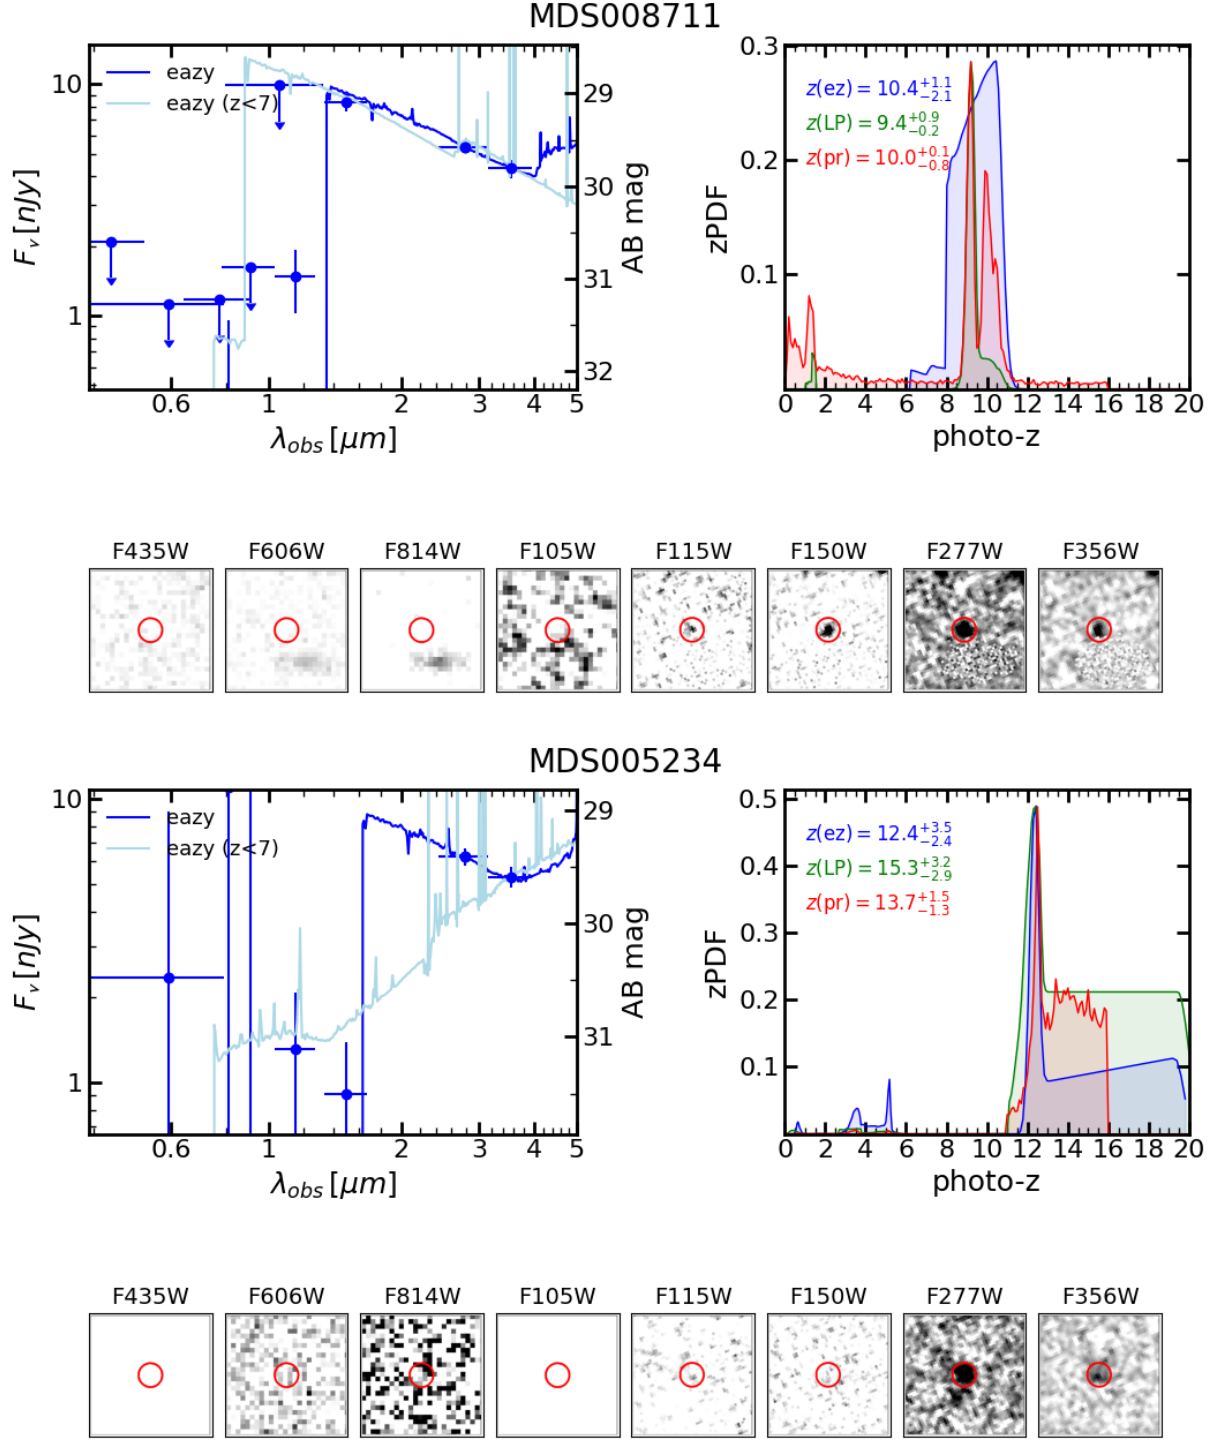 MDS008711
eazy
eazy (z<7)
10
1
F_ν [nJy]
29
30
31
32
AB mag
0.6 1 2 3 4 5
λ_obs [μm]
z(ez) = 10.4^{+1.1}_{-2.1}
z(LP) = 9.4^{+0.9}_{-0.2}
z(pr) = 10.0^{+0.1}_{-0.8}
0.3
0.2
0.1
zPDF
0 2 4 6 8 10 12 14 16 18 20
photo-z
F435W F606W F814W F105W F115W F150W F277W F356W
MDS005234
eazy
eazy (z<7)
10
1
F_ν [nJy]
29
30
31
AB mag
0.6 1 2 3 4 5
λ_obs [μm]
z(ez) = 12.4^{+3.5}_{-2.4}
z(LP) = 15.3^{+3.2}_{-2.9}
z(pr) = 13.7^{+1.5}_{-1.3}
0.5
0.4
0.3
0.2
0.1
zPDF
0 2 4 6 8 10 12 14 16 18 20
photo-z
F435W F606W F814W F105W F115W F150W F277W F356W